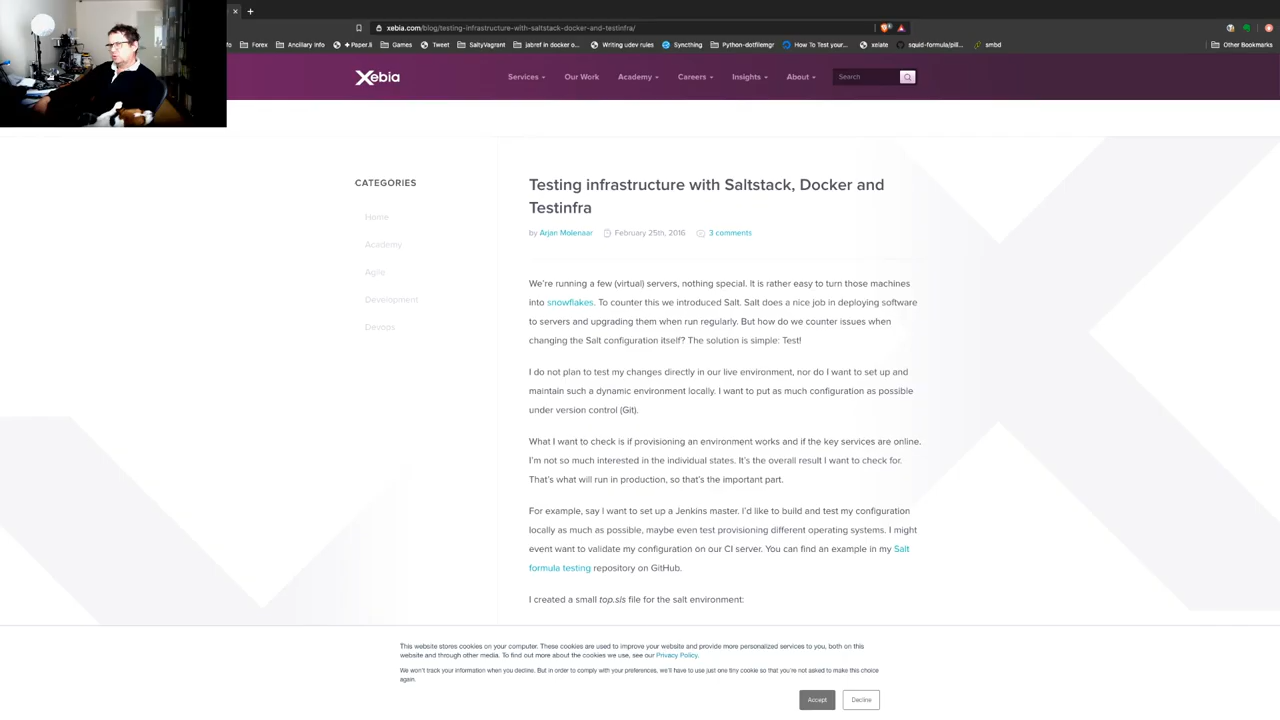 xebia.com/blog/testing-infrastructure-with-saltstack-docker-and-testinfra/
Forex Ancillary Info + Paper.li Games Tweet SaltyVagrant jabref in docker o... Writing udev rules Syncthing Python-dotfilemgr How To Test your... xelate squid-formula/pill... smbd Other Bookmarks
Xebia Services Our Work Academy Careers Insights About Search
CATEGORIES
Home
Academy
Agile
Development
Devops
Testing infrastructure with Saltstack, Docker and
Testinfra
by Arjan Molenaar February 25th, 2016 3 comments
We're running a few (virtual) servers, nothing special. It is rather easy to turn those machines
into snowflakes. To counter this we introduced Salt. Salt does a nice job in deploying software
to servers and upgrading them when run regularly. But how do we counter issues when
changing the Salt configuration itself? The solution is simple: Test!
I do not plan to test my changes directly in our live environment, nor do I want to set up and
maintain such a dynamic environment locally. I want to put as much configuration as possible
under version control (Git).
What I want to check is if provisioning an environment works and if the key services are online.
I'm not so much interested in the individual states. It's the overall result I want to check for.
That's what will run in production, so that's the important part.
For example, say I want to set up a Jenkins master. I'd like to build and test my configuration
locally as much as possible, maybe even test provisioning different operating systems. I might
event want to validate my configuration on our CI server. You can find an example in my Salt
formula testing repository on GitHub.
I created a small top.sls file for the salt environment:
This website stores cookies on your computer. These cookies are used to improve your website and provide more personalized services to you, both on this
website and through other media. To find out more about the cookies we use, see our Privacy Policy.
We won't track your information when you decline. But in order to comply with your preferences, we'll have to use just one tiny cookie so that you're not asked to make this choice
again.
Accept Decline